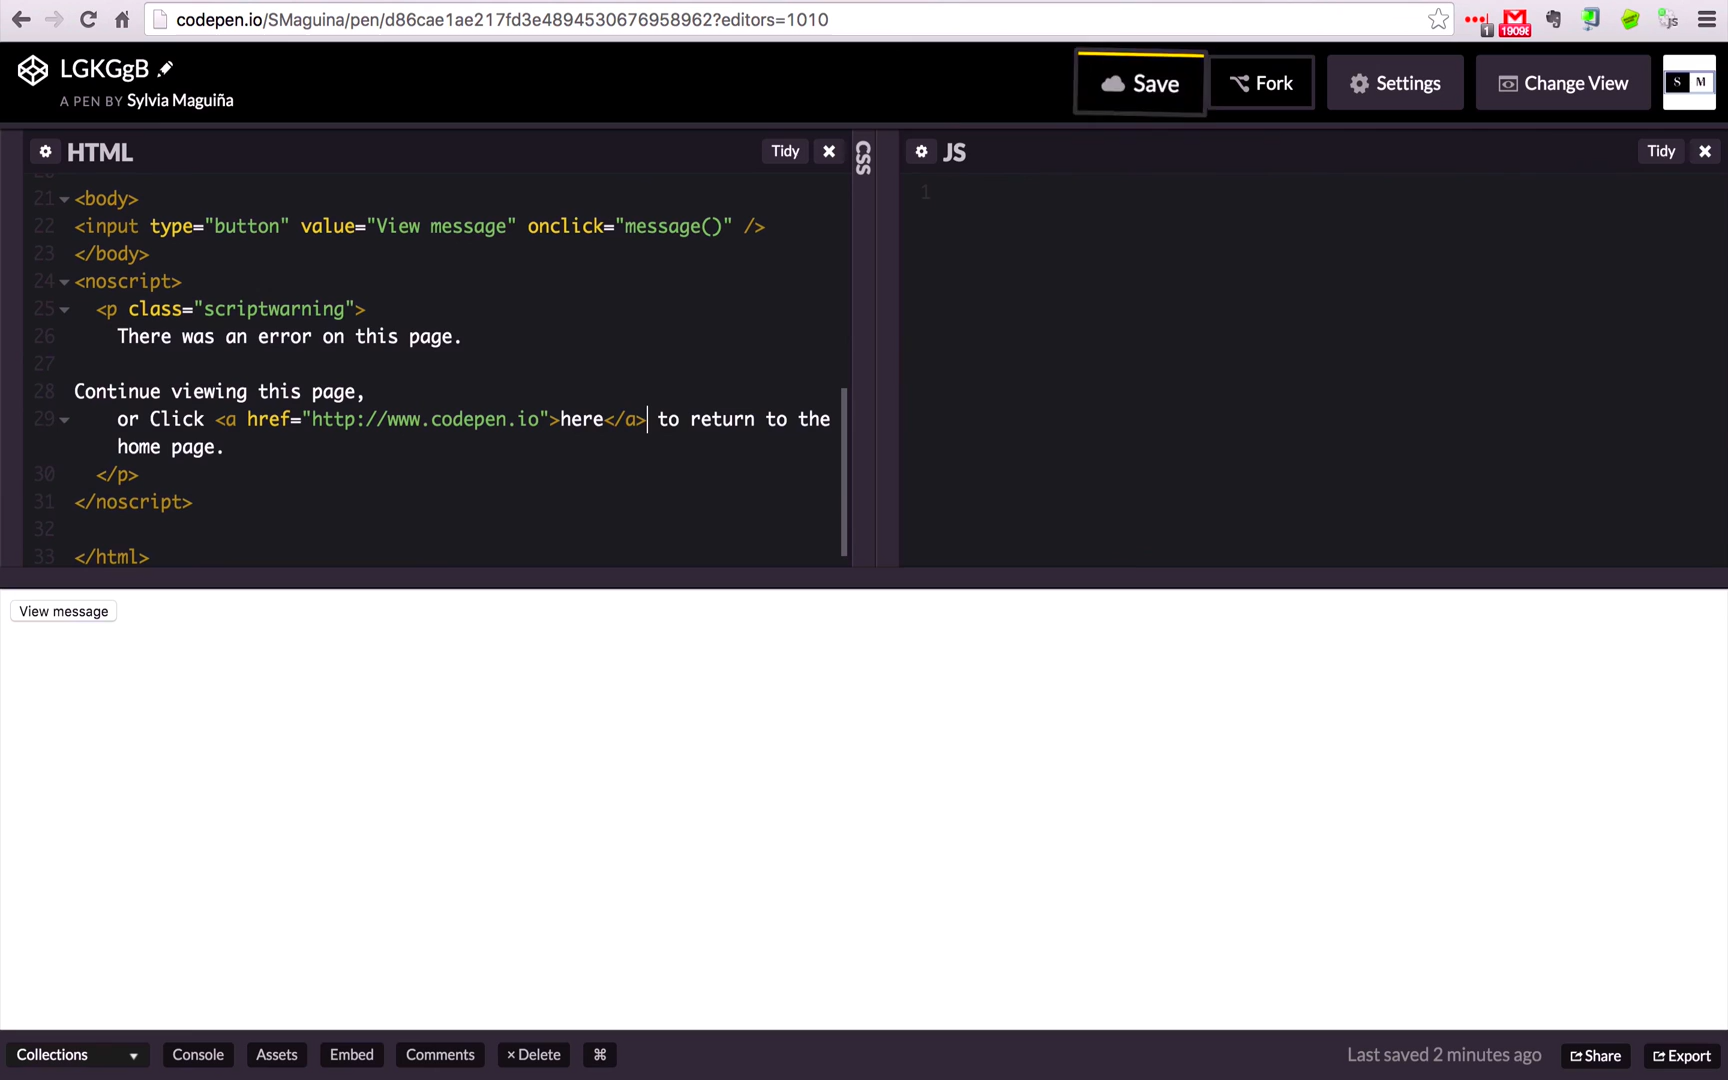 codepen.io/SMaguina/pen/d86cae1ae217fd3e4894530676958962?editors=1010
1
19098
JS
LGKGgB
A PEN BY Sylvia Maguiña
Save
Fork
Settings
Change View
S M
HTML
Tidy
CSS
JS
Tidy
21 <body>
22 <input type="button" value="View message" onclick="message()" />
23 </body>
24 <noscript>
25 <p class="scriptwarning">
26 There was an error on this page.
27
28 Continue viewing this page,
29 or Click <a href="http://www.codepen.io">here</a> to return to the
home page.
30 </p>
31 </noscript>
32
33 </html>
1
View message
Collections
Console
Assets
Embed
Comments
× Delete
⌘
Last saved 2 minutes ago
Share
Export